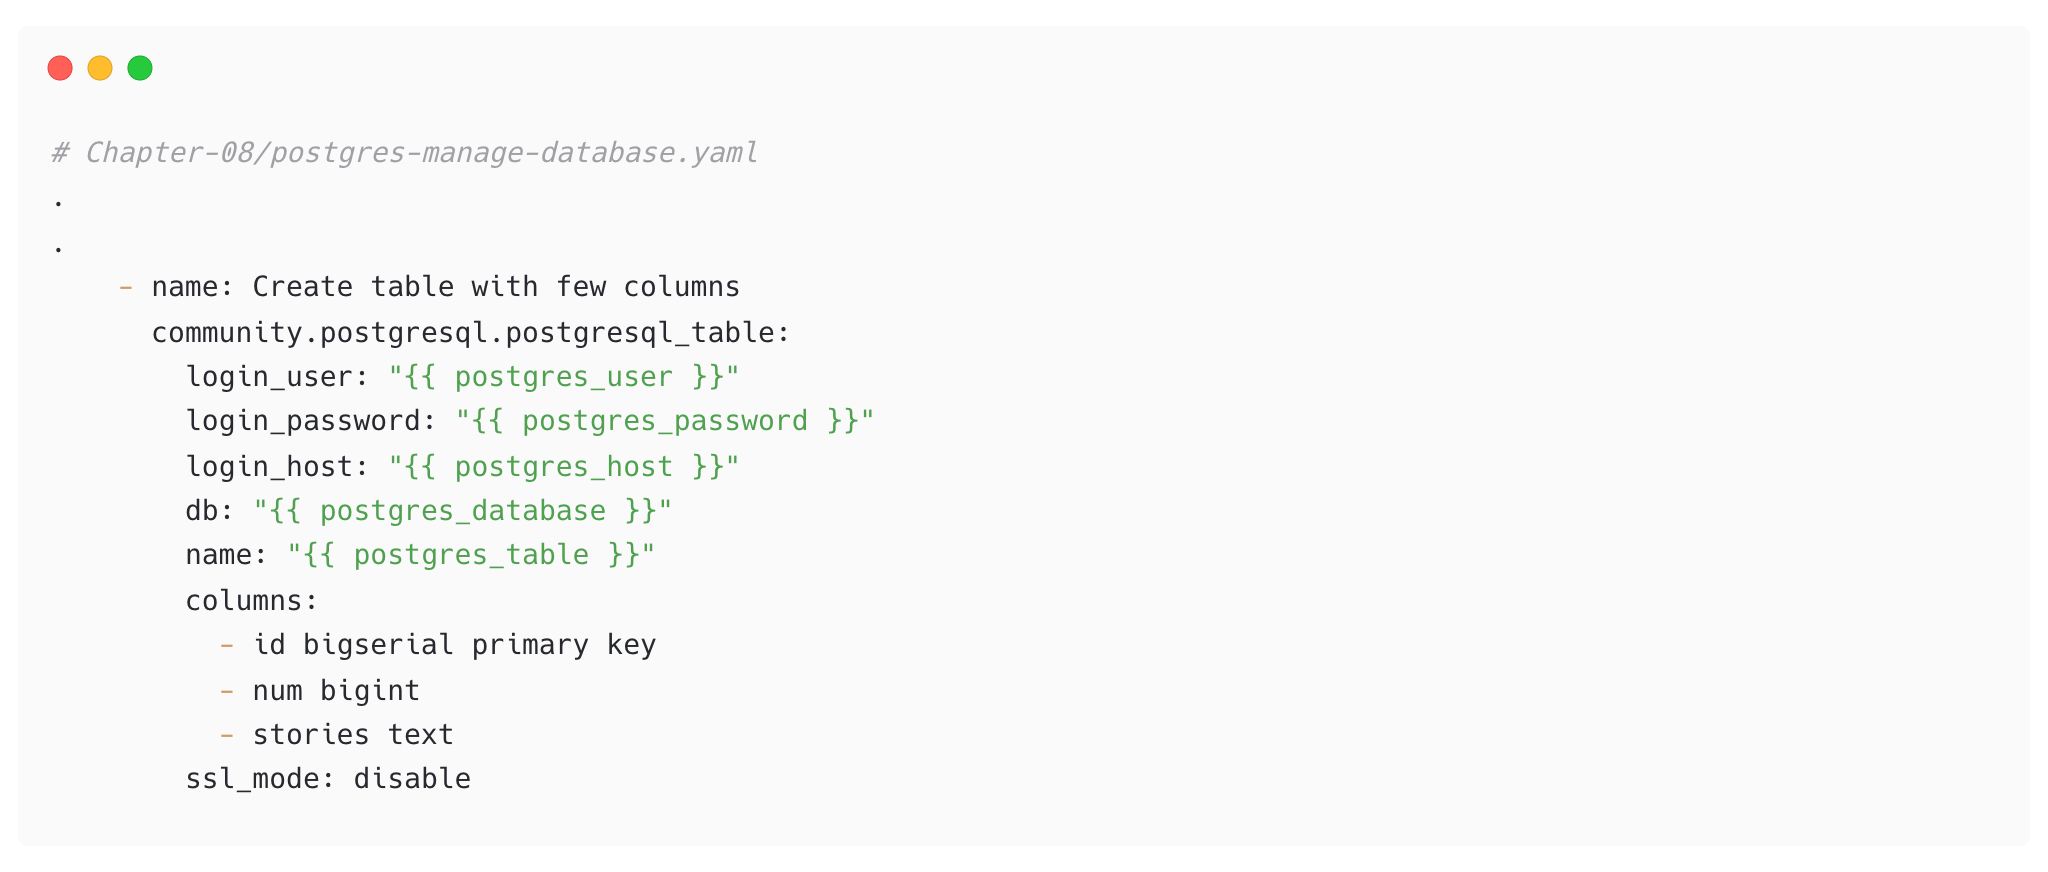 # Chapter-08/postgres-manage-database.yaml
.
.
    - name: Create table with few columns
      community.postgresql.postgresql_table:
        login_user: "{{ postgres_user }}"
        login_password: "{{ postgres_password }}"
        login_host: "{{ postgres_host }}"
        db: "{{ postgres_database }}"
        name: "{{ postgres_table }}"
        columns:
          - id bigserial primary key
          - num bigint
          - stories text
        ssl_mode: disable